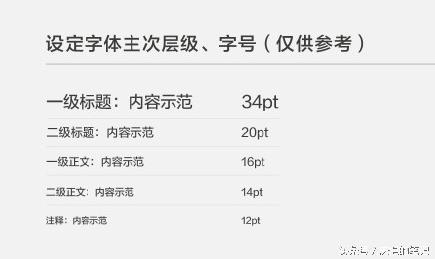 设定字体主次层级、字号（仅供参考）
一级标题：内容示范 34pt
二级标题：内容示范 20pt
一级正文：内容示范 16pt
二级正文：内容示范 14pt
注释：内容示范 12pt